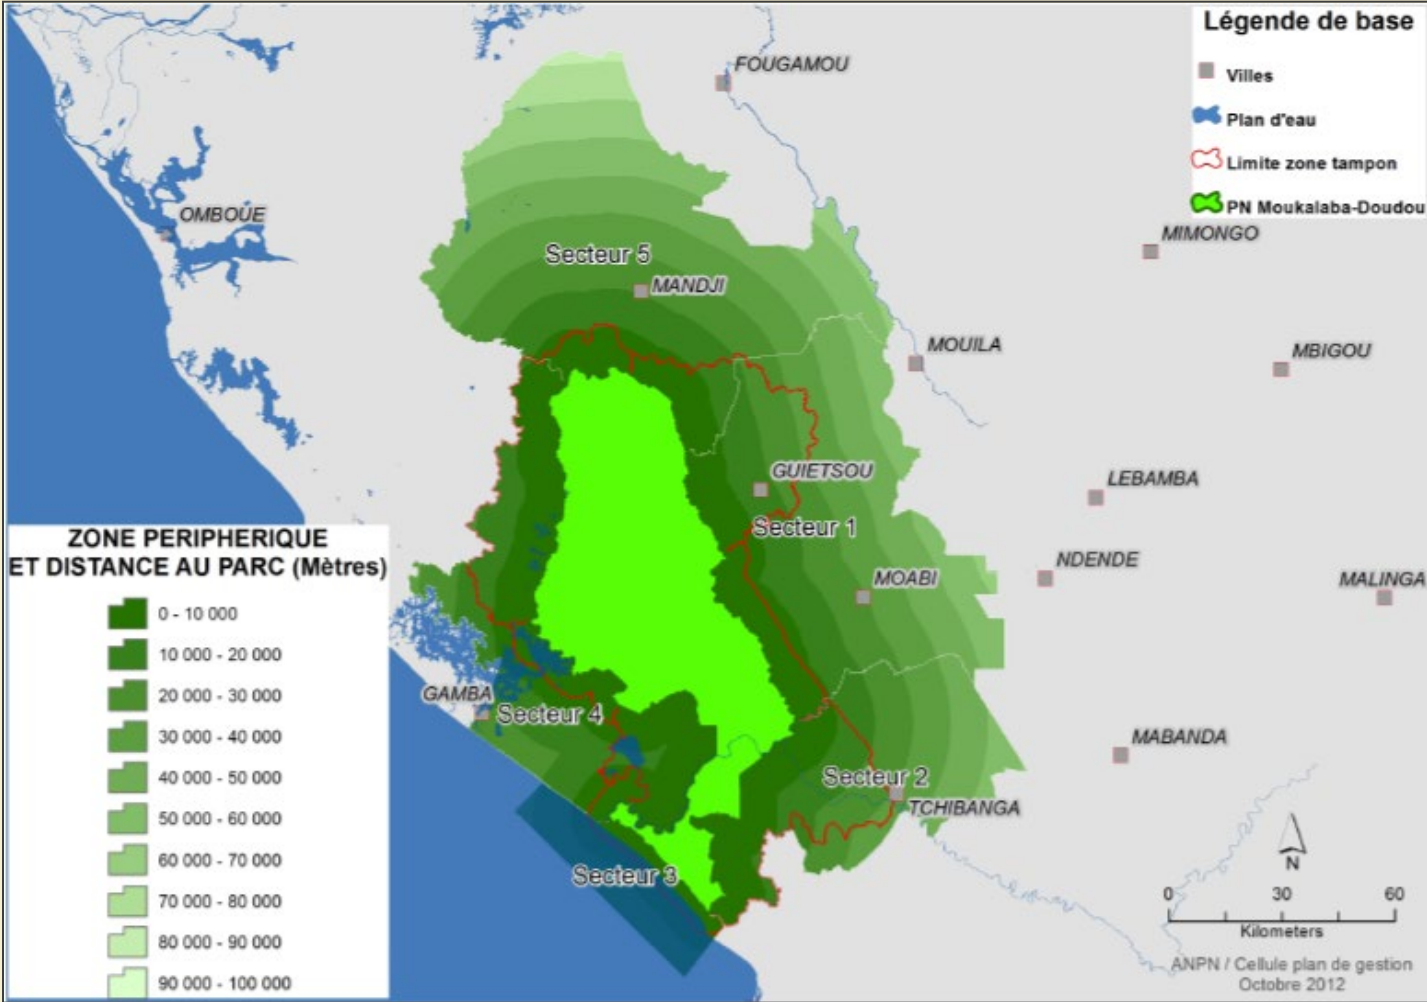 Légende de base
Villes
Plan d'eau
Limite zone tampon
PN Moukalaba-Doudou
FOUGAMOU
OMBOUE
MIMONGO
Secteur 5
MANDJI
MOUILA
MBIGOU
GUIETSOU
LEBAMBA
Secteur 1
NDENDE
MOABI
MALINGA
GAMBA
Secteur 4
MABANDA
Secteur 2
TCHIBANGA
Secteur 3
ZONE PERIPHERIQUE
ET DISTANCE AU PARC (Mètres)
0 - 10 000
10 000 - 20 000
20 000 - 30 000
30 000 - 40 000
40 000 - 50 000
50 000 - 60 000
60 000 - 70 000
70 000 - 80 000
80 000 - 90 000
90 000 - 100 000
N
0 30 60
Kilometers
ANPN / Cellule plan de gestion
Octobre 2012